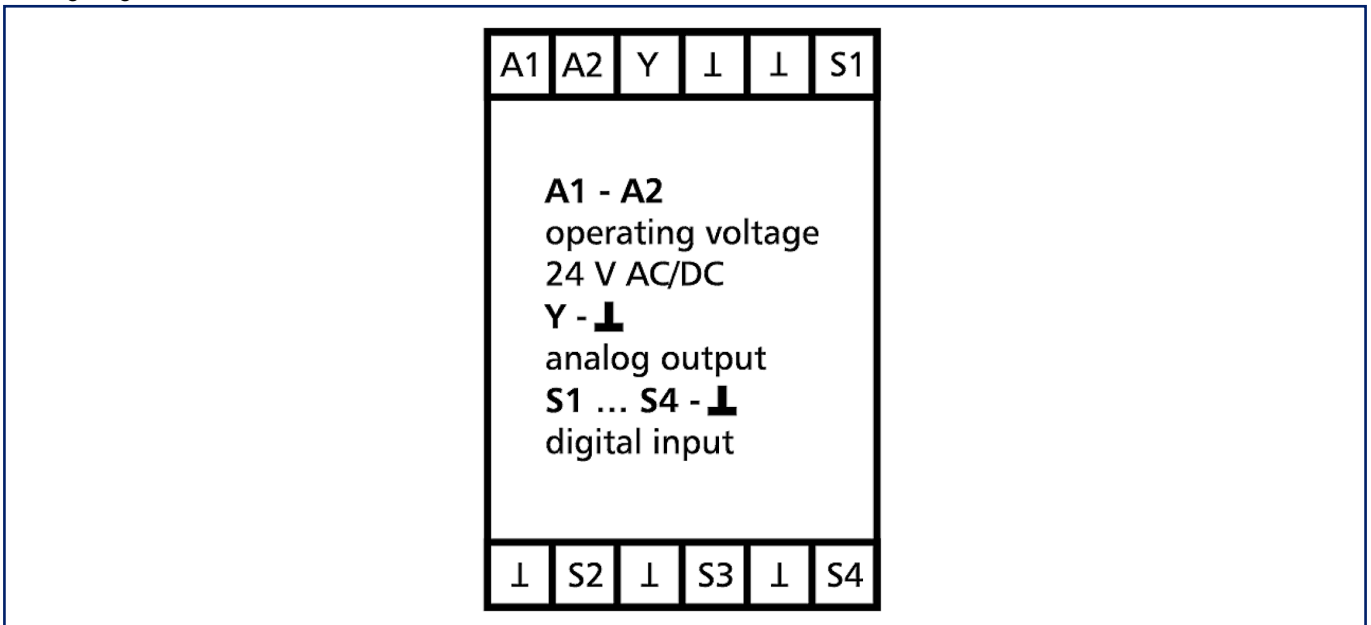 A1 A2 Y ⊥ ⊥ S1
A1 - A2
operating voltage
24 V AC/DC
Y - ⊥
analog output
S1 ... S4 - ⊥
digital input
⊥ S2 ⊥ S3 ⊥ S4